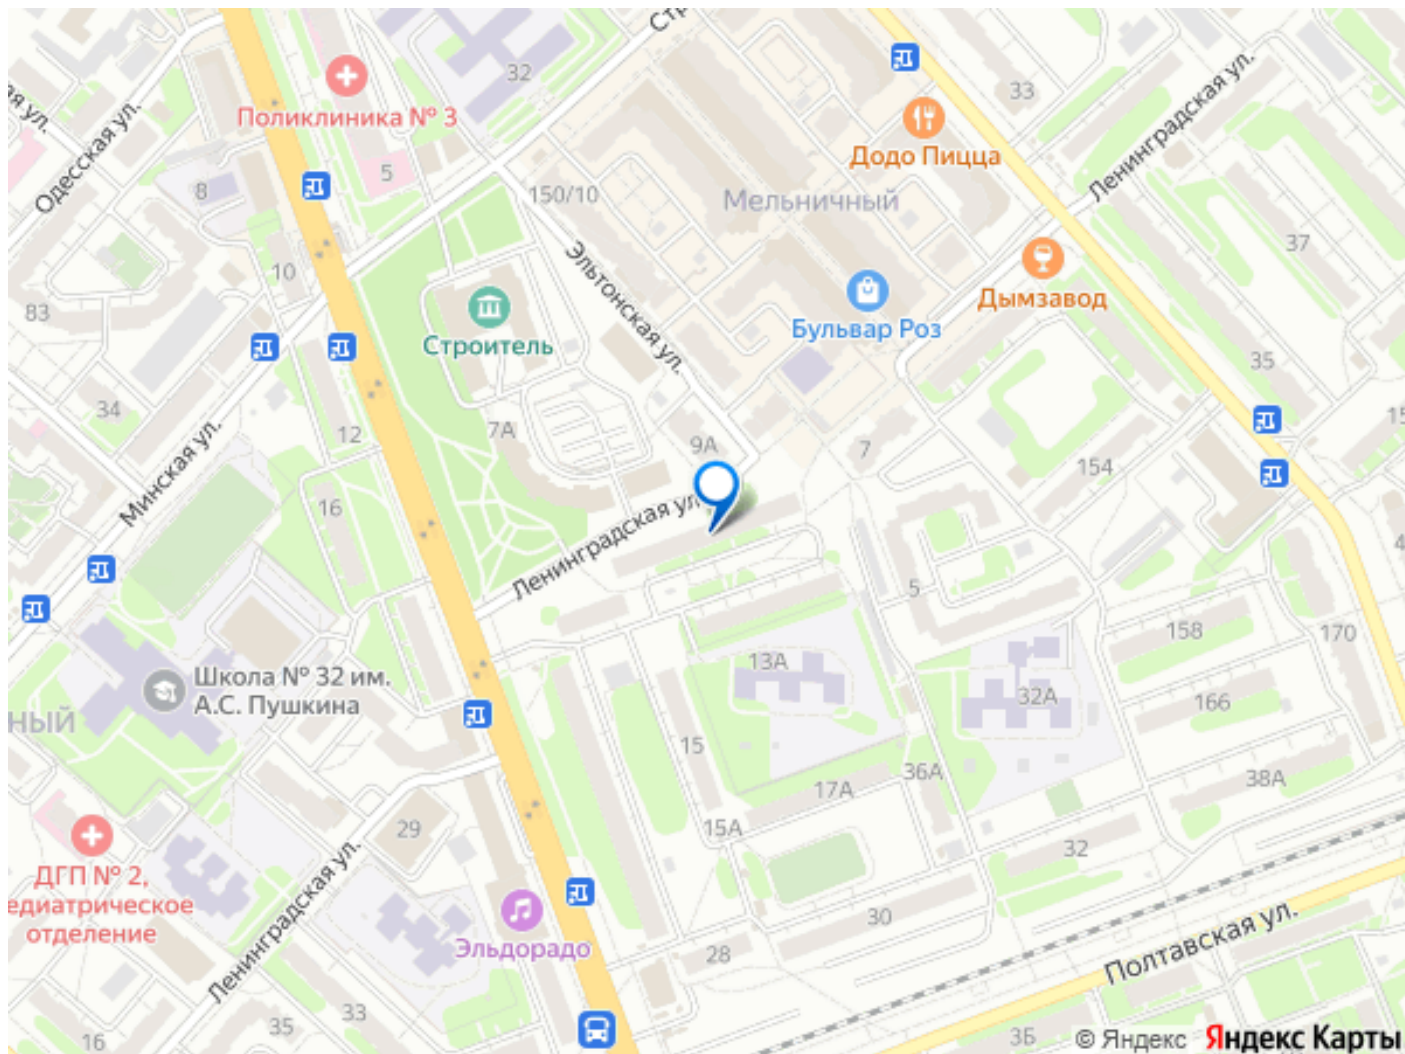 32
33
Ленинградская ул.
Поликлиника № 3
Додо Пицца
Одесская ул.
5
8
150/10
Мельничный
37
10
Эльтонская ул.
Дымзавод
83
Строитель
Бульвар Роз
35
34
12
7А
9А
7
154
Минская ул.
16
Ленинградская ул.
5
158
170
13А
32А
166
Школа № 32 им.
А.С. Пушкина
НЫЙ
15
36А
38А
17А
29
15А
32
ДГП № 2,
едиатрическое
отделение
Ленинградская ул.
Эльдорадо
30
28
Полтавская ул.
33
35
16
© Яндекс Яндекс Карты